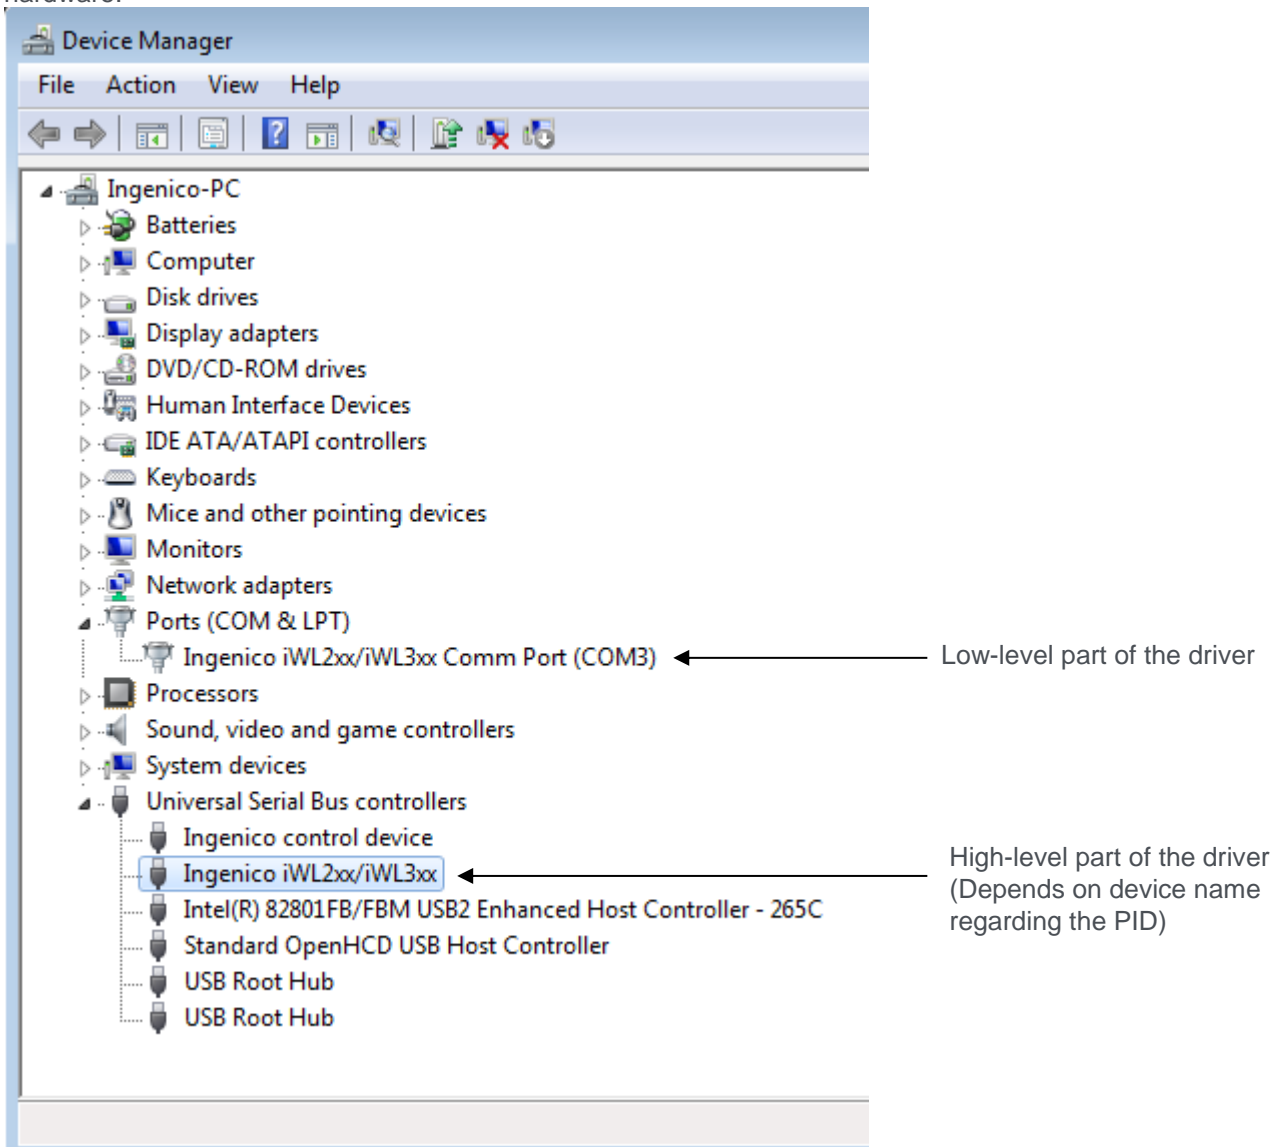 hardware.
Device Manager
File Action View Help
Ingenico-PC
Batteries
Computer
Disk drives
Display adapters
DVD/CD-ROM drives
Human Interface Devices
IDE ATA/ATAPI controllers
Keyboards
Mice and other pointing devices
Monitors
Network adapters
Ports (COM & LPT)
Ingenico iWL2xx/iWL3xx Comm Port (COM3)
Low-level part of the driver
Processors
Sound, video and game controllers
System devices
Universal Serial Bus controllers
Ingenico control device
Ingenico iWL2xx/iWL3xx
High-level part of the driver
(Depends on device name
regarding the PID)
Intel(R) 82801FB/FBM USB2 Enhanced Host Controller - 265C
Standard OpenHCD USB Host Controller
USB Root Hub
USB Root Hub